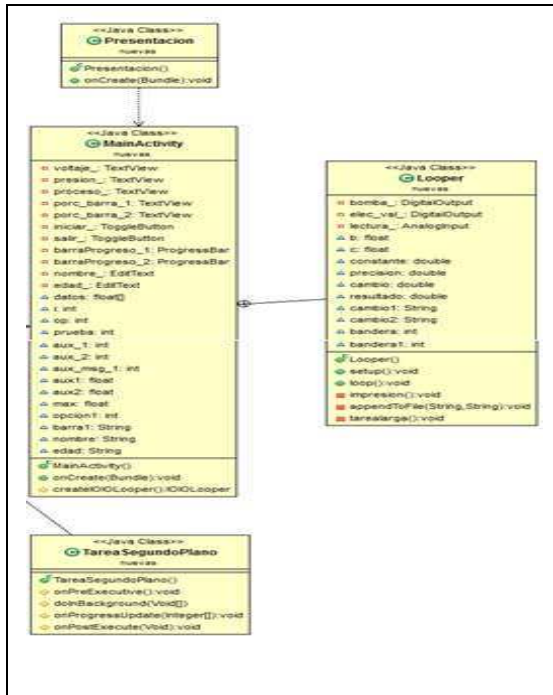 <<Java Class>>
Presentacion
nuevas
Presentacion()
onCreate(Bundle):void
<<Java Class>>
MainActivity
nuevas
voltaje_: TextView
presion_: TextView
proceso_: TextView
porc_barra_1: TextView
porc_barra_2: TextView
iniciar_: ToggleButton
salir_: ToggleButton
barraProgreso_1: ProgressBar
barraProgreso_2: ProgressBar
nombre_: EditText
edad_: EditText
datos: float[]
i: int
op: int
prueba: int
aux_1: int
aux_2: int
aux_msg_1: int
aux1: float
aux2: float
max: float
opcion1: int
barra1: String
nombre: String
edad: String
MainActivity()
onCreate(Bundle):void
createIOIOLooper():IOIOLooper
<<Java Class>>
Looper
nuevas
bomba_: DigitalOutput
elec_val_: DigitalOutput
lectura_: AnalogInput
b: float
c: float
constante: double
precision: double
cambio: double
resultado: double
cambio1: String
cambio2: String
bandera: int
bandera1: int
Looper()
setup():void
loop():void
impresion():void
appendToFile(String,String):void
tarealarga():void
<<Java Class>>
TareaSegundoPlano
nuevas
TareaSegundoPlano()
onPreExecutive():void
doInBackground(Void[])
onProgressUpdate(Integer[]):void
onPostExecute(Void):void